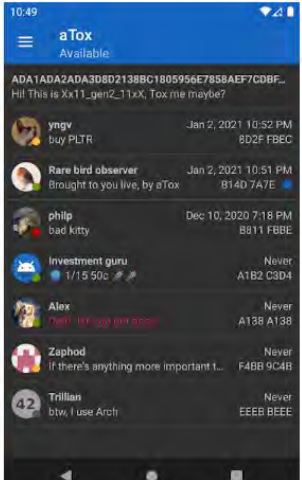 10:49
aTox
Available
ADA1ADA2ADA3D8D2138BC1805956E7858AEF7CDBF...
Hi! This is Xx11_gen2_11xX, Tox me maybe?
yngv Jan 2, 2021 10:52 PM
buy PLTR 8D2F FBEC
Rare bird observer Jan 2, 2021 10:51 PM
Brought to you live, by aTox B14D 7A7E
philp Dec 10, 2020 7:18 PM
bad kitty B811 FBBE
Investment guru Never
1/15 50c A1B2 C3D4
Alex Never
A138 A138
Zaphod Never
If there's anything more important t... F4BB 9C4B
42 Trillian Never
btw, I use Arch EEEB BEEE